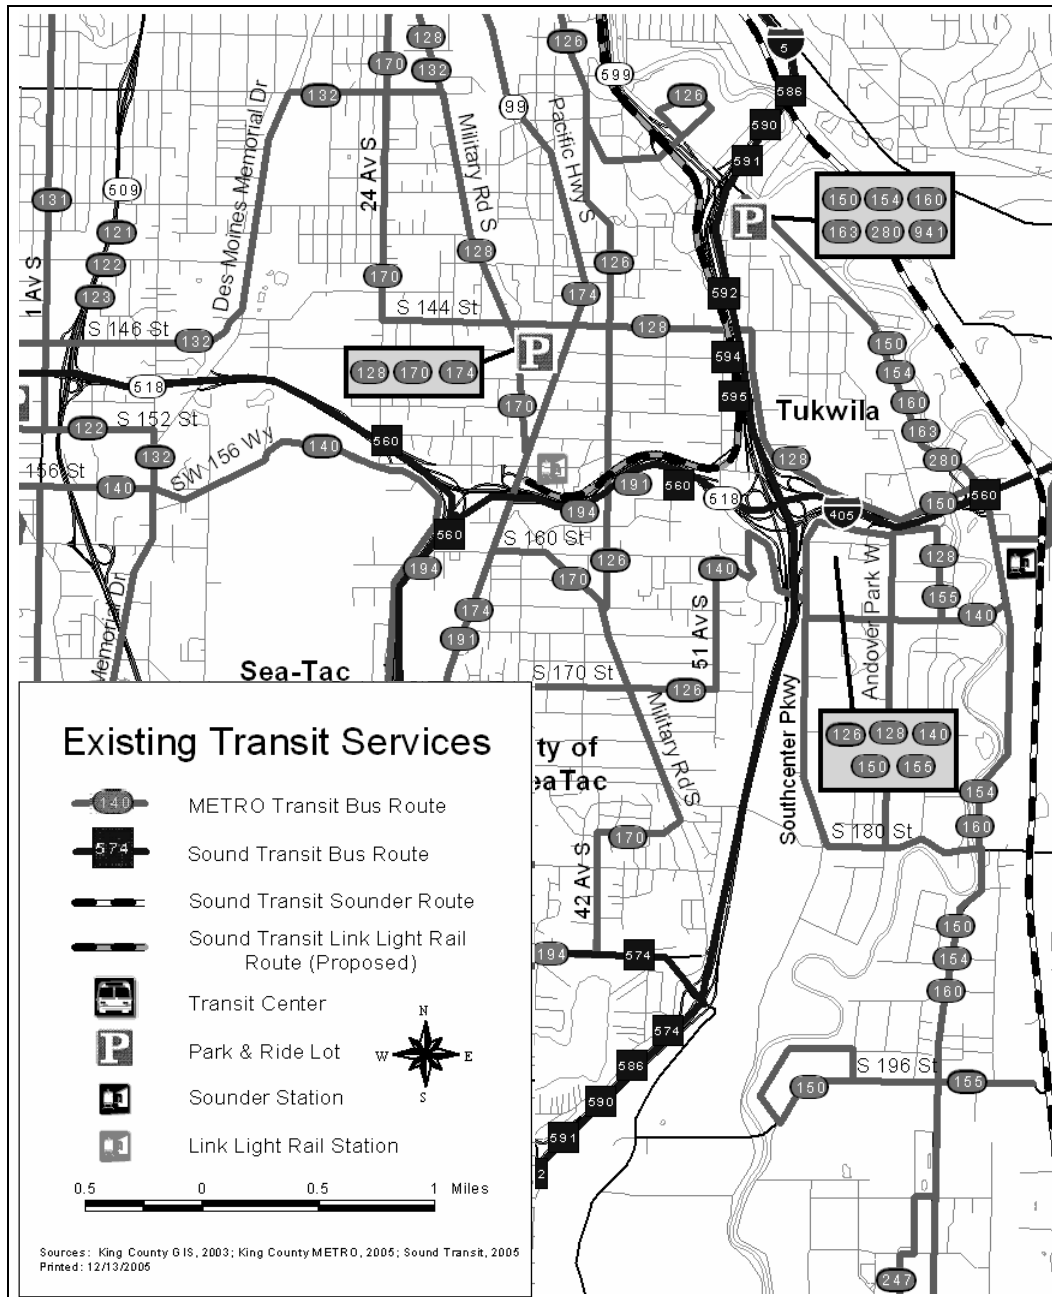 128
126
5
170
132
599
586
132
99
126
590
Des Moines Memorial Dr
Military Rd S
Pacific Hwy S
24 Av S
591
509
131
150 154 160
163 280 941
121
122
128
126
170
123
174
592
1 Av S
S 146 St
S 144 St
132
128
150
594
128 170 174
154
518
595
160
170
Tukwila
S 152 St
122
163
560
SW 156 Wy
140
132
128
280
156 St
140
191
560
518
150
560
194
405
560
S 160 St
194
126
140
128
170
155
174
140
191
51 Av S
Andover Park W
Memorial Dr
Sea-Tac
S 170 St
126
Military Rd S
Southcenter Pkwy
126 128 140
150 155
ty of
eaTac
154
160
170
S 180 St
42 Av S
150
194
574
154
160
574
586
S 196 St
590
150
155
591
2
247
Existing Transit Services
140 METRO Transit Bus Route
574 Sound Transit Bus Route
Sound Transit Sounder Route
Sound Transit Link Light Rail
Route (Proposed)
Transit Center
P Park & Ride Lot
Sounder Station
Link Light Rail Station
N
W E
S
0.5 0 0.5 1 Miles
Sources: King County GIS, 2003; King County METRO, 2005; Sound Transit, 2005
Printed: 12/13/2005